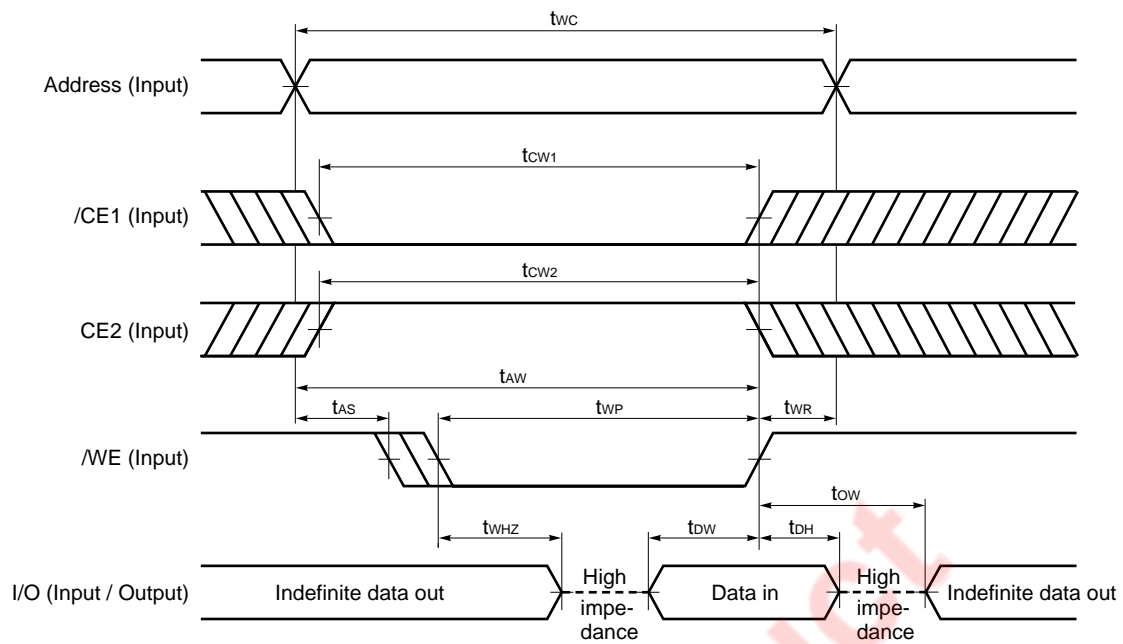 tWC
Address (Input)
tCW1
/CE1 (Input)
tCW2
CE2 (Input)
tAW
tAS
tWP
tWR
/WE (Input)
tOW
tWHZ
tDW
tDH
I/O (Input / Output)
Indefinite data out
High
impe-
dance
Data in
High
impe-
dance
Indefinite data out
uct